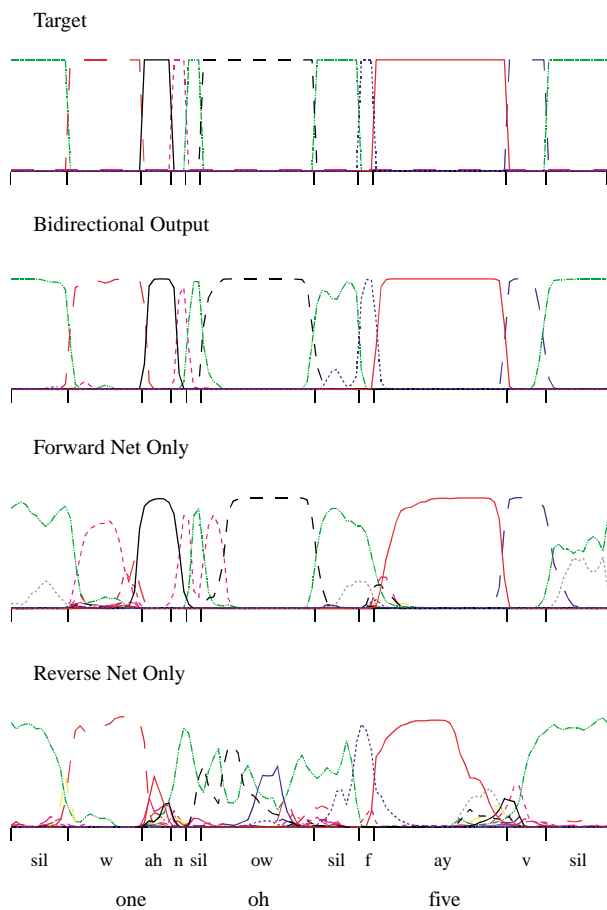 Target
Bidirectional Output
Forward Net Only
Reverse Net Only
sil w ah n sil ow sil f ay v sil
one oh five